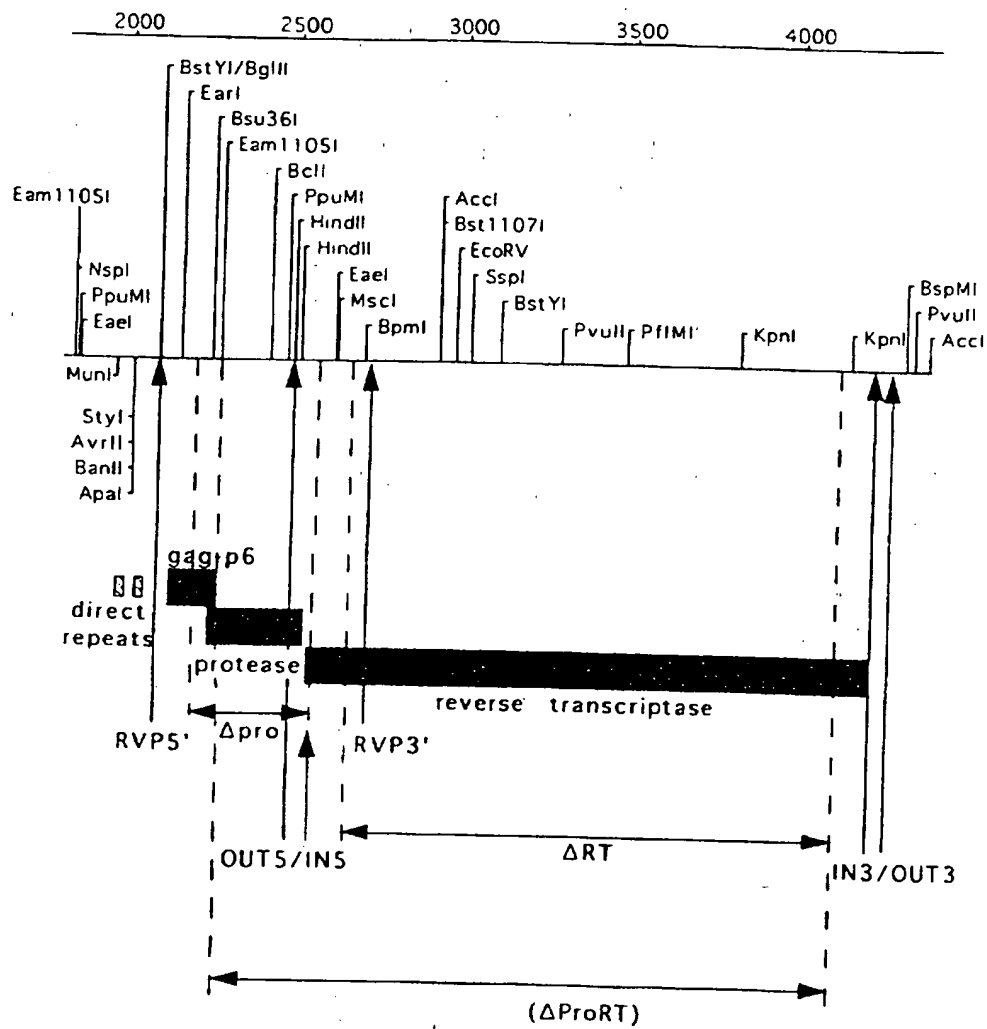 2000 2500 3000 3500 4000
BstYI/BglII
EarI
Bsu36I
Eam1105I
BclI
PpuMI
HindII
HindII
EaeI
MscI
BpmI
AccI
Bst1107I
EcoRV
SspI
BstYI
PvuII
PflMI
KpnI
KpnI
BspMI
PvuII
AccI
Eam1105I
NspI
PpuMI
EaeI
MunI
StyI
AvrII
BanII
ApaI
gag-p6
direct
repeats
protease
reverse transcriptase
RVP5'
Δpro
RVP3'
OUT5/IN5
ΔRT
IN3/OUT3
(ΔProRT)